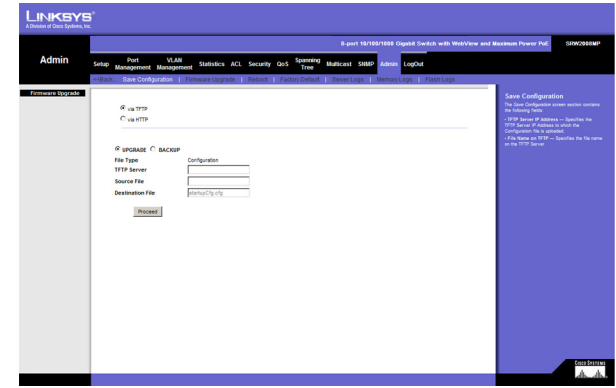 LINKSYS®
A Division of Cisco Systems, Inc.
8-port 10/100/1000 Gigabit Switch with WebView and Maximum Power PoE SRW2008MP
Admin
Setup Port Management VLAN Management Statistics ACL Security QoS Spanning Tree Multicast SNMP Admin LogOut
<<Back... Save Configuration | Firmware Upgrade | Reboot | Factory Default | Server Logs | Memory Logs | Flash Logs
Firmware Upgrade
via TFTP
via HTTP
UPGRADE BACKUP
File Type Configuration
TFTP Server
Source File
Destination File startupCfg.cfg
Proceed
Save Configuration
The Save Configuration screen section contains
the following fields:
- TFTP Server IP Address — Specifies the
TFTP Server IP Address to which the
Configuration file is uploaded.
- File Name on TFTP — Specifies the file name
on the TFTP Server.
CISCO SYSTEMS